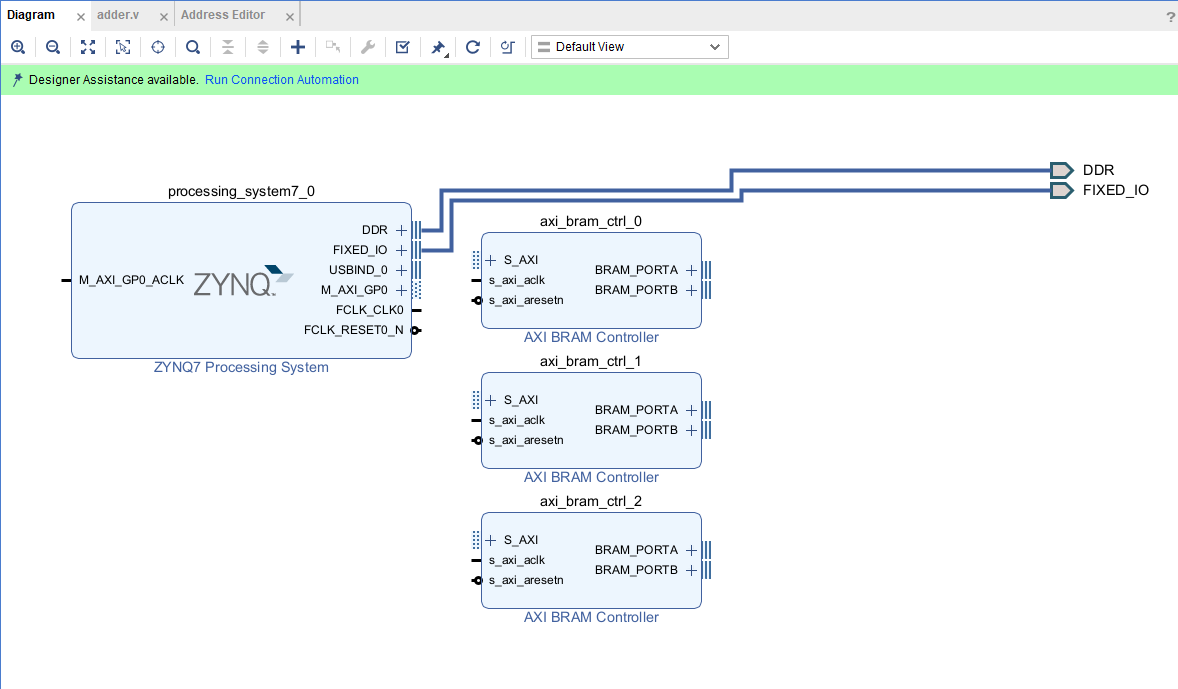 Diagram
adder.v
Address Editor
?
Default View
Designer Assistance available. Run Connection Automation
DDR
FIXED_IO
processing_system7_0
DDR
FIXED_IO
USBIND_0
M_AXI_GP0
FCLK_CLK0
FCLK_RESET0_N
M_AXI_GP0_ACLK
ZYNQ
ZYNQ7 Processing System
axi_bram_ctrl_0
S_AXI
s_axi_aclk
s_axi_aresetn
BRAM_PORTA
BRAM_PORTB
AXI BRAM Controller
axi_bram_ctrl_1
S_AXI
s_axi_aclk
s_axi_aresetn
BRAM_PORTA
BRAM_PORTB
AXI BRAM Controller
axi_bram_ctrl_2
S_AXI
s_axi_aclk
s_axi_aresetn
BRAM_PORTA
BRAM_PORTB
AXI BRAM Controller